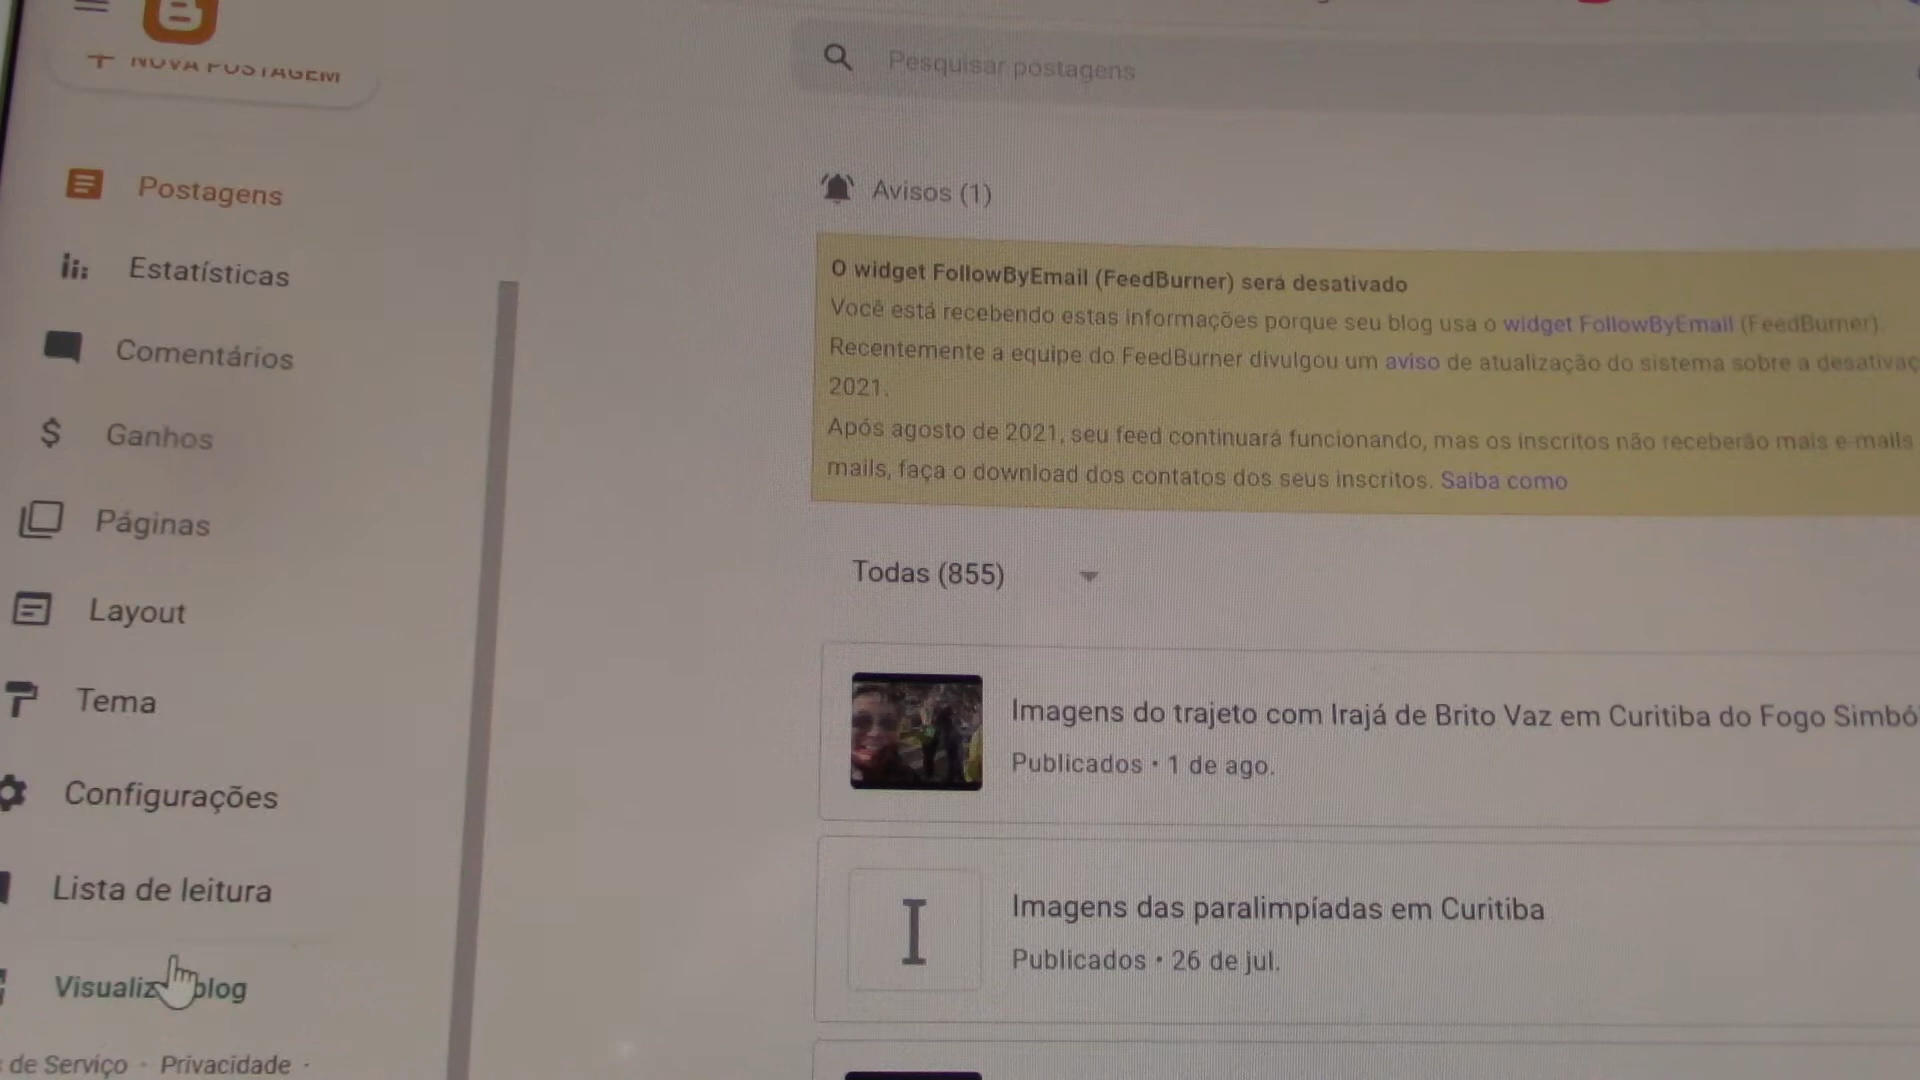 + NOVA POSTAGEM
Pesquisar postagens
Postagens
Estatísticas
Comentários
$ Ganhos
Páginas
Layout
Tema
Configurações
Lista de leitura
Visualiz blog
de Serviço · Privacidade ·
Avisos (1)
O widget FollowByEmail (FeedBurner) será desativado
Você está recebendo estas informações porque seu blog usa o widget FollowByEmail (FeedBurner).
Recentemente a equipe do FeedBurner divulgou um aviso de atualização do sistema sobre a desativaç
2021.
Após agosto de 2021, seu feed continuará funcionando, mas os inscritos não receberão mais e-mails
mails, faça o download dos contatos dos seus inscritos. Saiba como
Todas (855)
Imagens do trajeto com Irajá de Brito Vaz em Curitiba do Fogo Simbó
Publicados • 1 de ago.
I
Imagens das paralimpíadas em Curitiba
Publicados • 26 de jul.